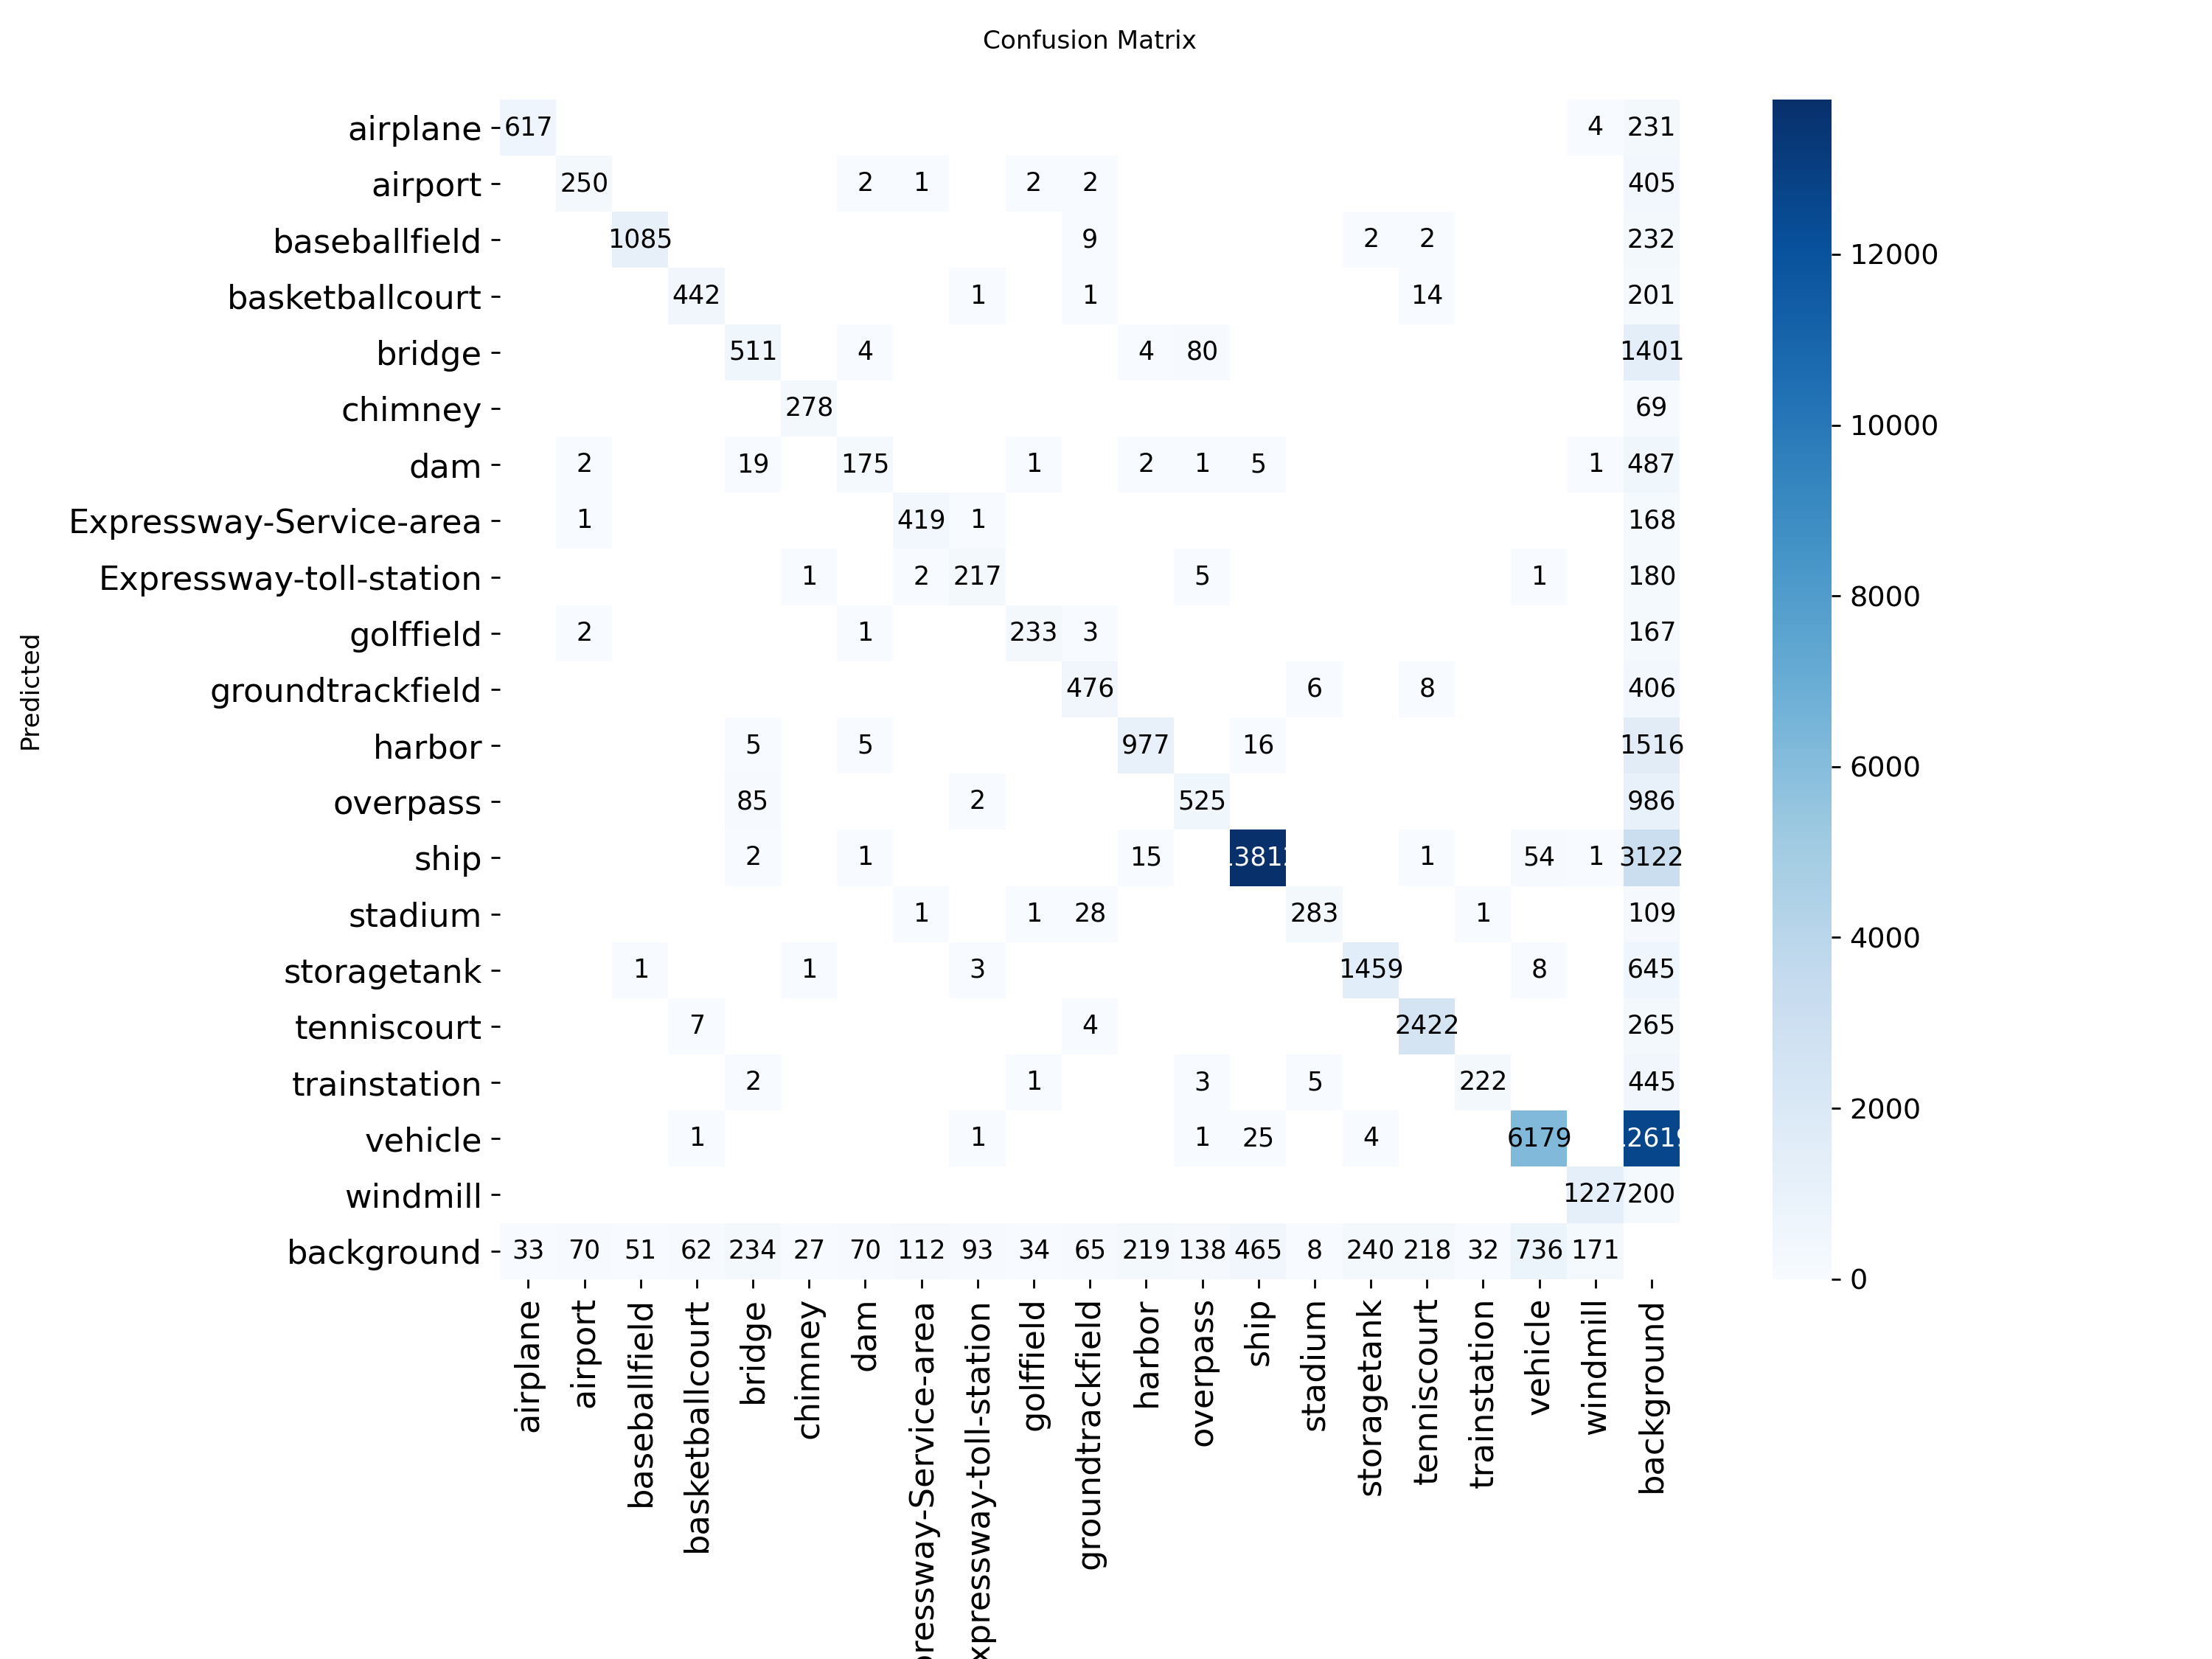 Confusion Matrix
airplane 617 4 231
airport 250 2 1 2 2 405
baseballfield 1085 9 2 2 232
basketballcourt 442 1 1 14 201
bridge 511 4 4 80 1401
chimney 278 69
dam 2 19 175 1 2 1 5 1 487
Expressway-Service-area 1 419 1 168
Expressway-toll-station 1 2 217 5 1 180
golffield 2 1 233 3 167
groundtrackfield 476 6 8 406
harbor 5 5 977 16 1516
overpass 85 2 525 986
ship 2 1 15 1 54 1 3122
stadium 1 1 28 283 1 109
storagetank 1 1 3 1459 8 645
tenniscourt 7 4 2422 265
trainstation 2 1 3 5 222 445
vehicle 1 1 1 25 4 6179
windmill 1227 200
background 33 70 51 62 234 27 70 112 93 34 65 219 138 465 8 240 218 32 736 171
Predicted
airplane
airport
baseballfield
basketballcourt
bridge
chimney
dam
pressway-Service-area
xpressway-toll-station
golffield
groundtrackfield
harbor
overpass
ship
stadium
storagetank
tenniscourt
trainstation
vehicle
windmill
background
12000
10000
8000
6000
4000
2000
0